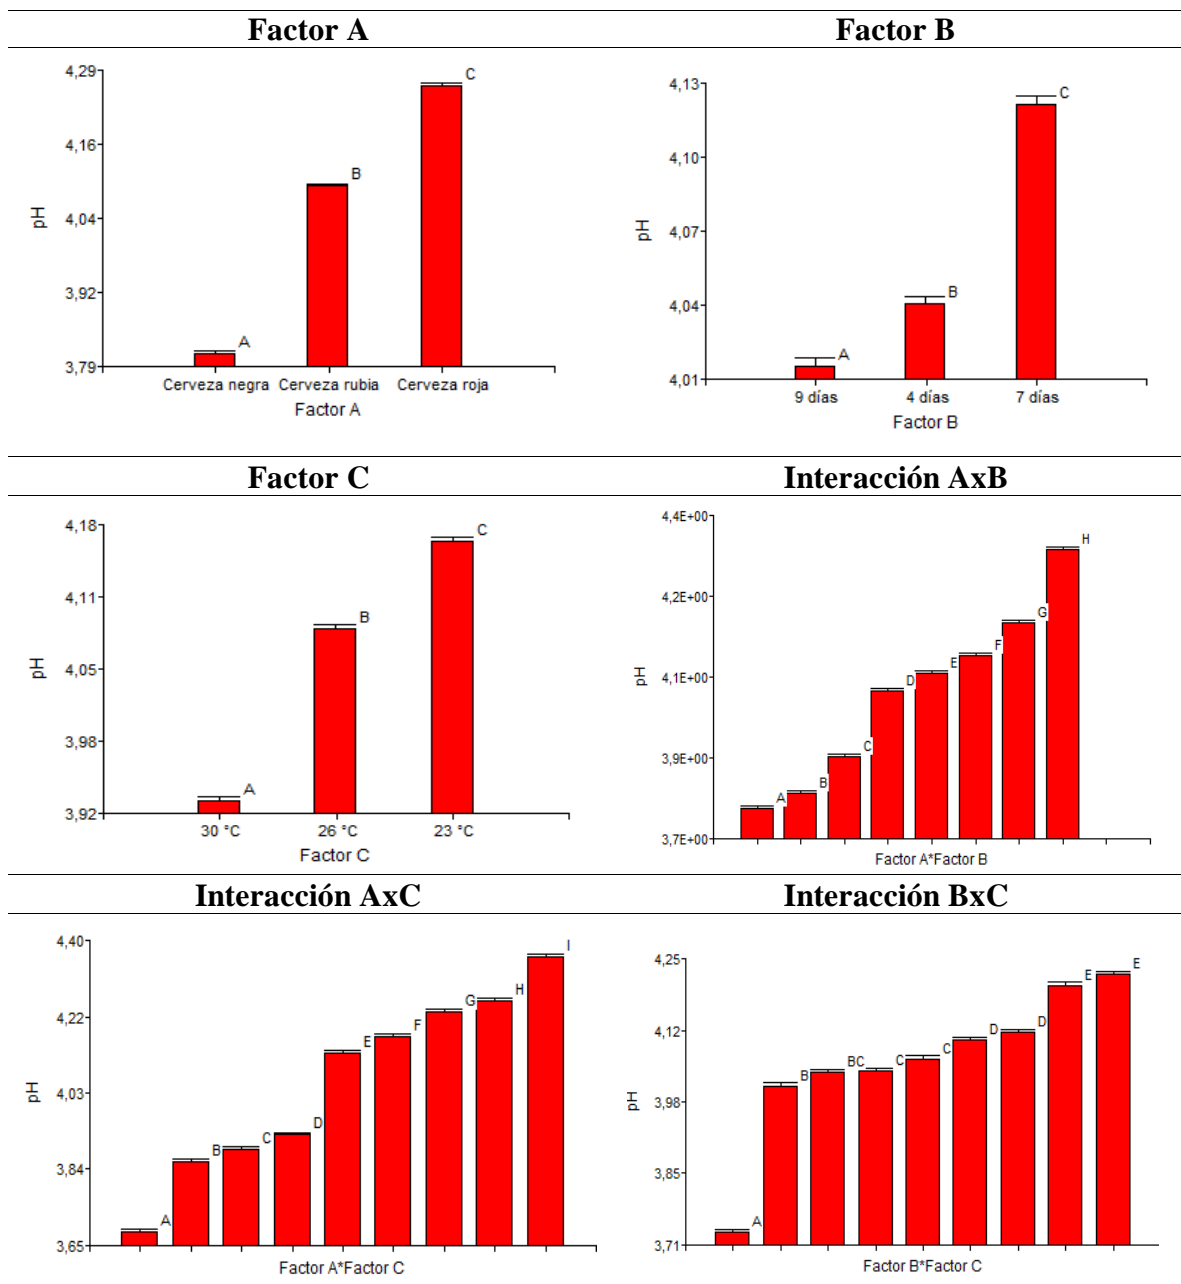 Factor A
Factor B
4,29
4,16
4,04
3,92
3,79
pH
A
B
C
Cerveza negra
Cerveza rubia
Cerveza roja
Factor A
4,13
4,10
4,07
4,04
4,01
pH
A
B
C
9 días
4 días
7 días
Factor B
Factor C
Interacción AxB
4,18
4,11
4,05
3,98
3,92
pH
A
B
C
30 °C
26 °C
23 °C
Factor C
4,4E+00
4,2E+00
4,1E+00
3,9E+00
3,7E+00
pH
A
B
C
D
E
F
G
H
Factor A*Factor B
Interacción AxC
Interacción BxC
4,40
4,22
4,03
3,84
3,65
pH
A
B
C
D
E
F
G
H
I
Factor A*Factor C
4,25
4,12
3,98
3,85
3,71
pH
A
B
BC
C
C
D
D
E
E
Factor B*Factor C